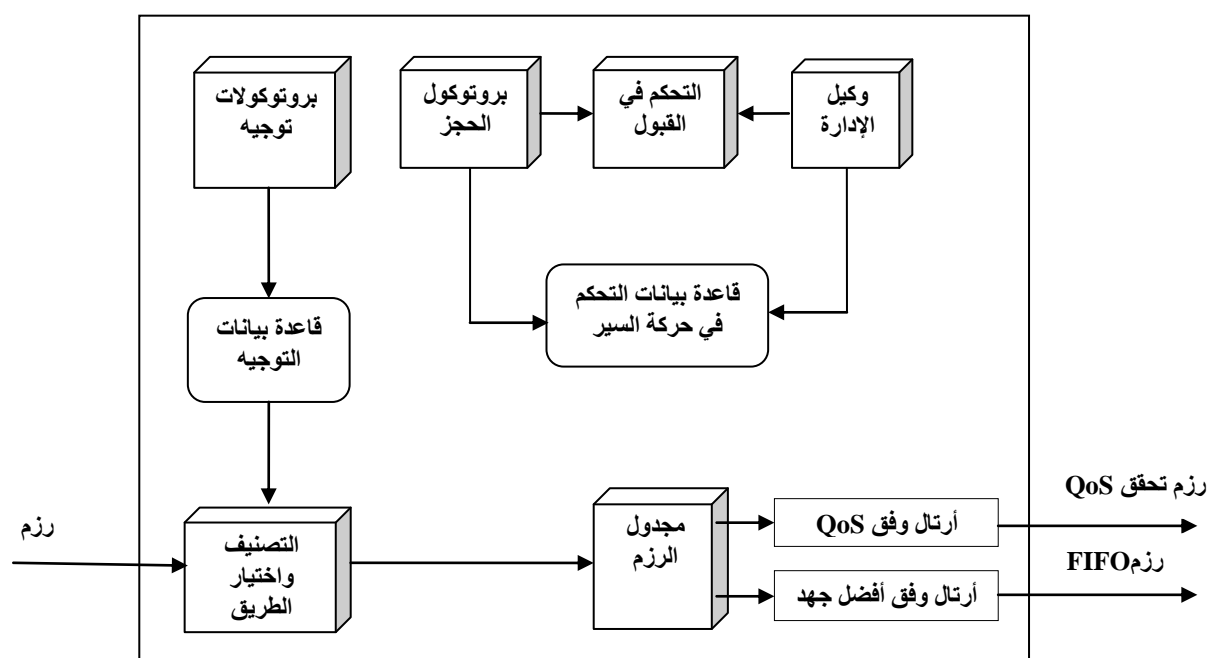 بروتوكولات
توجيه
بروتوكول
الحجز
التحكم في
القبول
وكيل
الإدارة
قاعدة بيانات
التوجيه
قاعدة بيانات التحكم
في حركة السير
رزم
التصنيف
واختيار
الطريق
مجدول
الرزم
أرتال وفق QoS
أرتال وفق أفضل جهد
رزم تحقق QoS
رزمFIFO